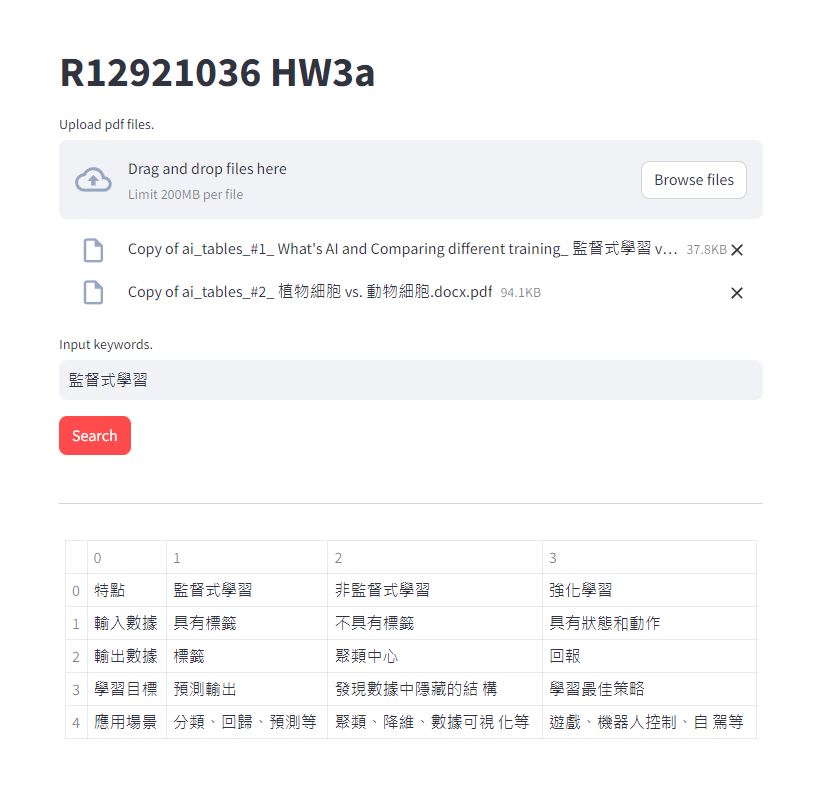 R12921036 HW3a
Upload pdf files.
Drag and drop files here
Limit 200MB per file
Browse files
Copy of ai_tables_#1_ What's AI and Comparing different training_ 監督式學習 v... 37.8KB
Copy of ai_tables_#2_ 植物細胞 vs. 動物細胞.docx.pdf 94.1KB
Input keywords.
監督式學習
Search
0 1 2 3
0 特點 監督式學習 非監督式學習 強化學習
1 輸入數據 具有標籤 不具有標籤 具有狀態和動作
2 輸出數據 標籤 聚類中心 回報
3 學習目標 預測輸出 發現數據中隱藏的結 構 學習最佳策略
4 應用場景 分類、回歸、預測等 聚類、降維、數據可視 化等 遊戲、機器人控制、自 駕等